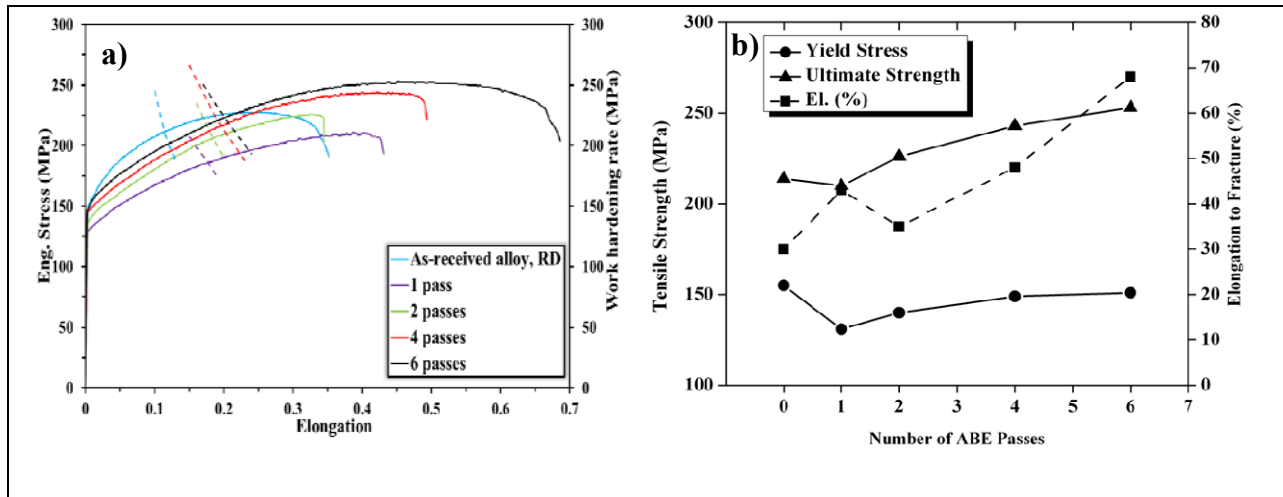 a)
300
250
200
150
100
50
0
Eng. Stress (MPa)
As-received alloy, RD
1 pass
2 passes
4 passes
6 passes
300
250
200
150
100
50
0
Work hardening rate (MPa)
0 0.1 0.2 0.3 0.4 0.5 0.6 0.7
Elongation
b)
Yield Stress
Ultimate Strength
El. (%)
300
250
200
150
100
Tensile Strength (MPa)
80
70
60
50
40
30
20
10
0
Elongation to Fracture (%)
0 1 2 3 4 5 6 7
Number of ABE Passes